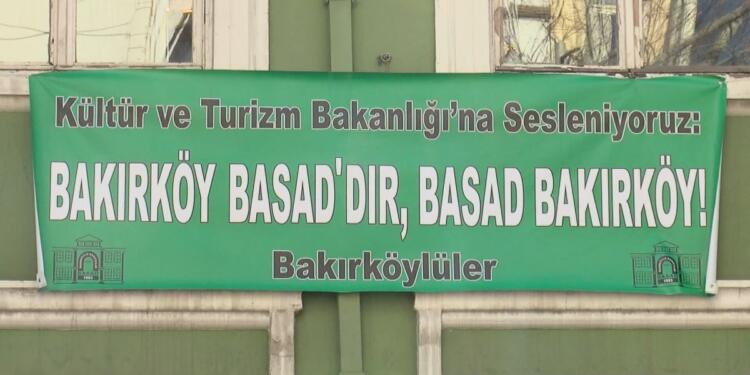 Kültür ve Turizm Bakanlığı'na Sesleniyoruz:
BAKIRKÖY BASAD'DIR, BASAD BAKIRKÖY!
Bakırköylüler